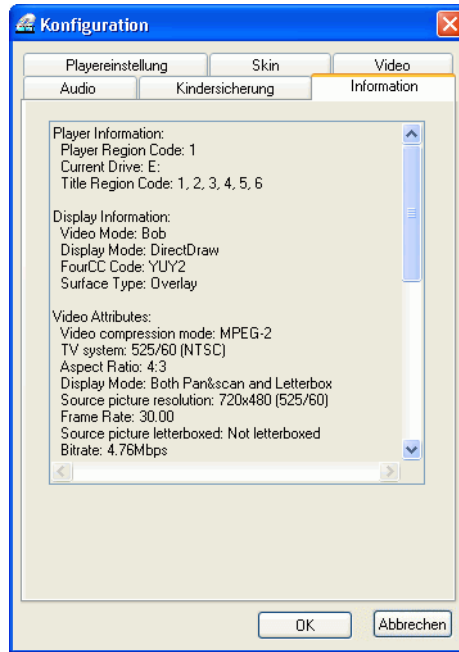 Konfiguration
Playereinstellung Skin Video
Audio Kindersicherung Information
Player Information:
Player Region Code: 1
Current Drive: E:
Title Region Code: 1, 2, 3, 4, 5, 6
Display Information:
Video Mode: Bob
Display Mode: DirectDraw
FourCC Code: YUY2
Surface Type: Overlay
Video Attributes:
Video compression mode: MPEG-2
TV system: 525/60 (NTSC)
Aspect Ratio: 4:3
Display Mode: Both Pan&scan and Letterbox
Source picture resolution: 720x480 (525/60)
Frame Rate: 30.00
Source picture letterboxed: Not letterboxed
Bitrate: 4.76Mbps
OK Abbrechen